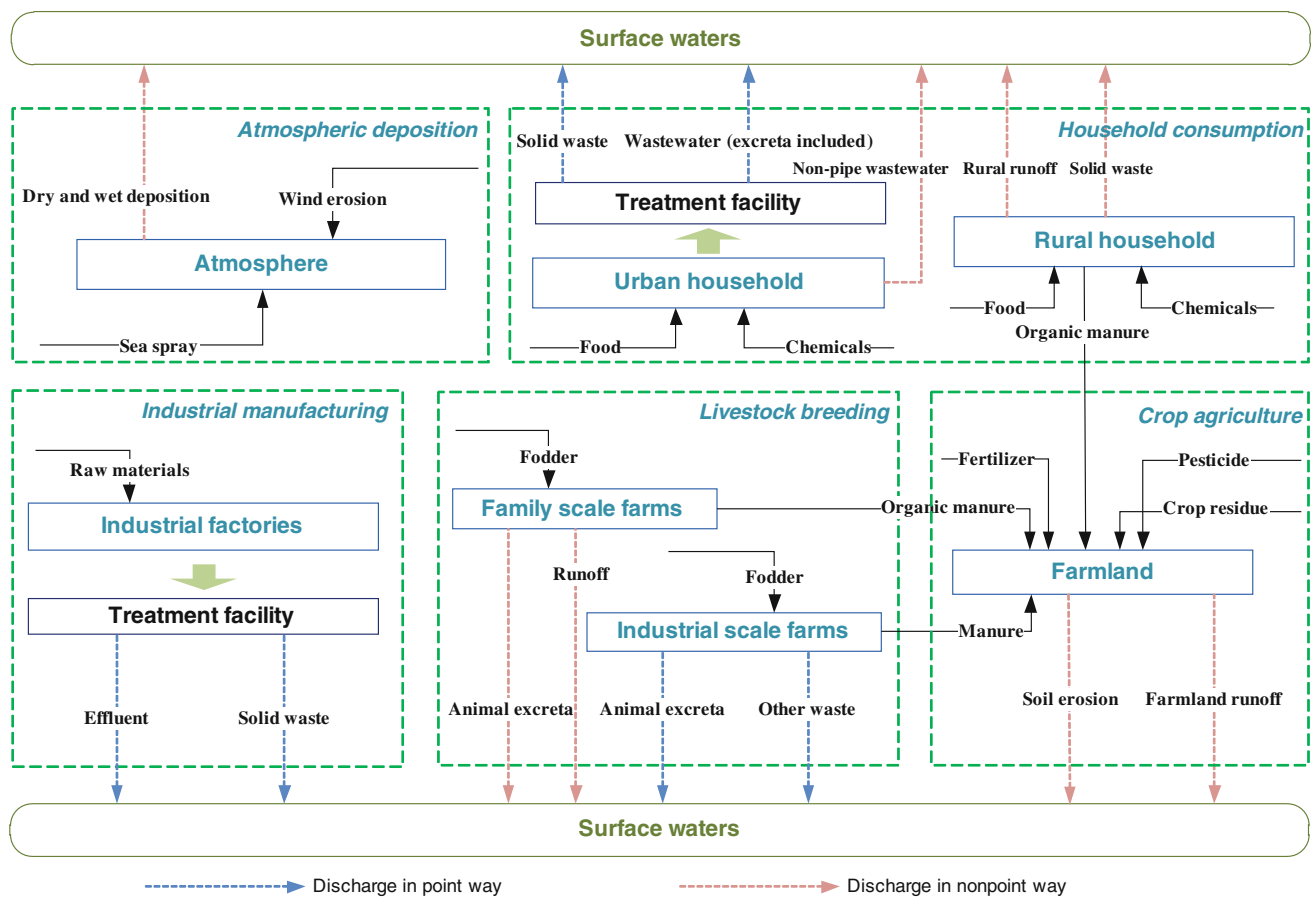 Surface waters
Atmospheric deposition
Household consumption
Solid waste
Wastewater (excreta included)
Non-pipe wastewater
Rural runoff
Solid waste
Dry and wet deposition
Wind erosion
Treatment facility
Rural household
Atmosphere
Urban household
Food
Chemicals
Organic manure
Sea spray
Food
Chemicals
Industrial manufacturing
Livestock breeding
Crop agriculture
Raw materials
Fodder
Fertilizer
Pesticide
Industrial factories
Family scale farms
Organic manure
Crop residue
Runoff
Fodder
Farmland
Treatment facility
Industrial scale farms
Manure
Effluent
Solid waste
Animal excreta
Animal excreta
Other waste
Soil erosion
Farmland runoff
Surface waters
Discharge in point way
Discharge in nonpoint way